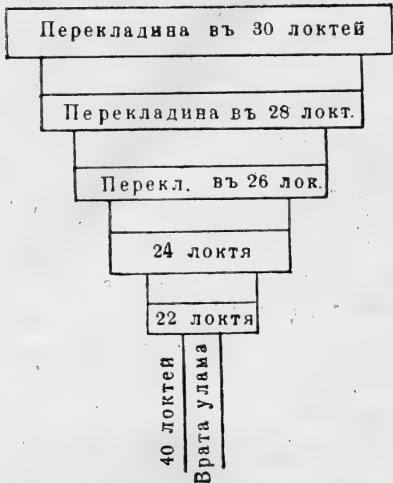 Перекладина въ 30 локтей
Перекладина въ 28 локт.
Перекл. въ 26 лок.
24 локтя
22 локтя
40 локтей
Врата улама